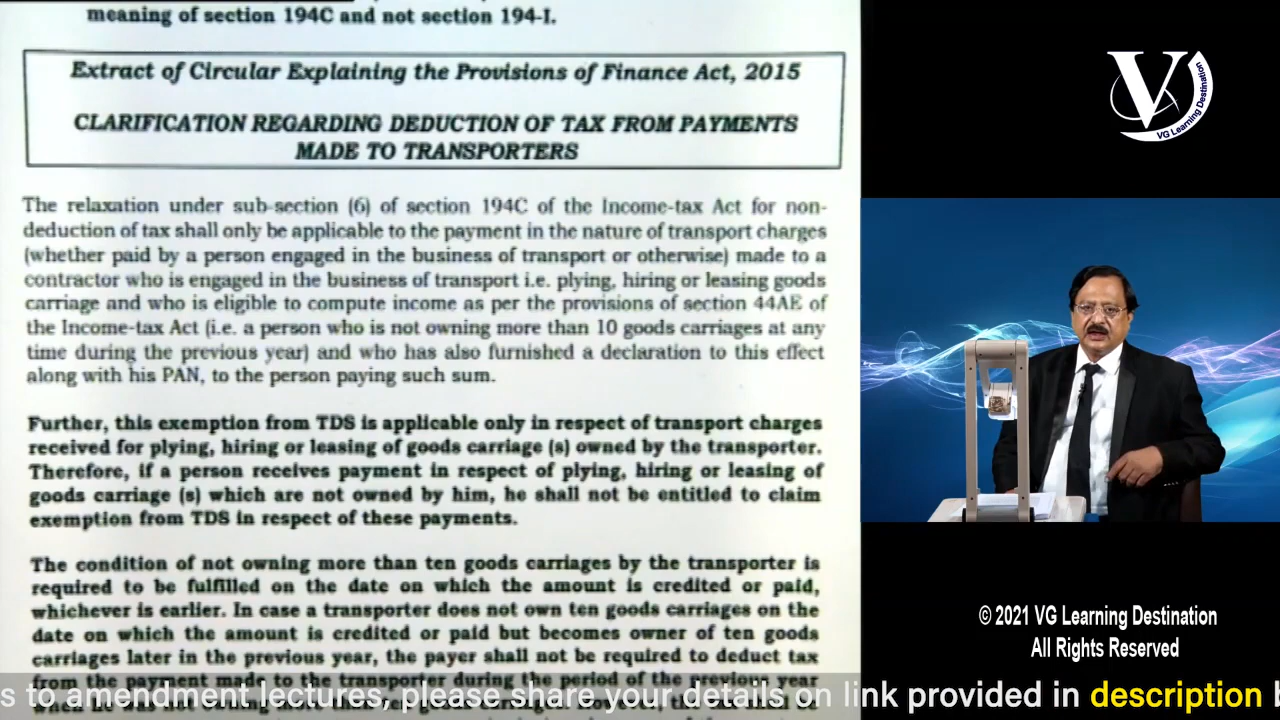 meaning of section 194C and not section 194-I.
Extract of Circular Explaining the Provisions of Finance Act, 2015
CLARIFICATION REGARDING DEDUCTION OF TAX FROM PAYMENTS
MADE TO TRANSPORTERS
The relaxation under sub-section (6) of section 194C of the Income-tax Act for non-
deduction of tax shall only be applicable to the payment in the nature of transport charges
(whether paid by a person engaged in the business of transport or otherwise) made to a
contractor who is engaged in the business of transport i.e. plying, hiring or leasing goods
carriage and who is eligible to compute income as per the provisions of section 44AE of
the Income-tax Act (i.e. a person who is not owning more than 10 goods carriages at any
time during the previous year) and who has also furnished a declaration to this effect
along with his PAN, to the person paying such sum.
Further, this exemption from TDS is applicable only in respect of transport charges
received for plying, hiring or leasing of goods carriage (s) owned by the transporter.
Therefore, if a person receives payment in respect of plying, hiring or leasing of
goods carriage (s) which are not owned by him, he shall not be entitled to claim
exemption from TDS in respect of these payments.
The condition of not owning more than ten goods carriages by the transporter is
required to be fulfilled on the date on which the amount is credited or paid,
whichever is earlier. In case a transporter does not own ten goods carriages on the
date on which the amount is credited or paid but becomes owner of ten goods
carriages later in the previous year, the payer shall not be required to deduct tax
from the payment made to the transporter during the period of the previous year
s to amendment lectures, please share your details on link provided in description
V
VG Learning Destination
© 2021 VG Learning Destination
All Rights Reserved